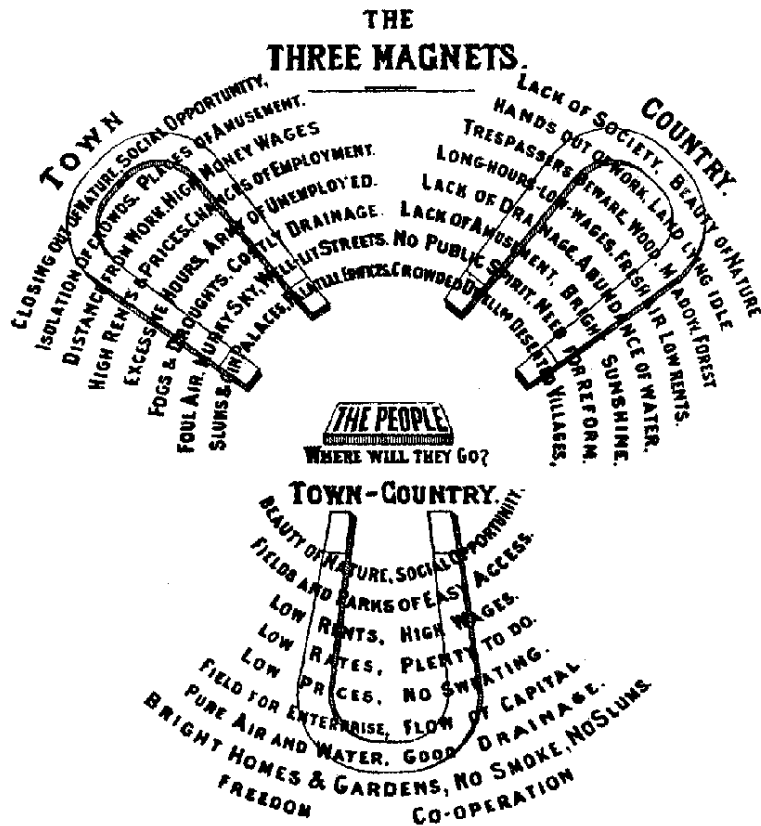 THE
THREE MAGNETS.
TOWN
CLOSING OUT OF NATURE. SOCIAL OPPORTUNITY.
ISOLATION OF CROWDS. PLACES OF AMUSEMENT.
DISTANCE FROM WORK. HIGH MONEY WAGES
HIGH RENTS & PRICES. CHANCES OF EMPLOYMENT.
EXCESSIVE HOURS. ARMY OF UNEMPLOYED.
FOGS & DROUGHTS. COSTLY DRAINAGE.
FOUL AIR. MURKY SKY. WELL-LIT STREETS.
SLUMS & GIN PALACES. PALATIAL EDIFICES.
COUNTRY.
LACK OF SOCIETY. BEAUTY OF NATURE
HANDS OUT OF WORK. LAND LYING IDLE
TRESPASSERS BEWARE. WOOD, MEADOW, FOREST
LONG-HOURS-LOW-WAGES. FRESH AIR LOW RENTS.
LACK OF DRAINAGE. ABUNDANCE OF WATER.
LACK OF AMUSEMENT. BRIGHT SUNSHINE.
NO PUBLIC SPIRIT. NEED FOR REFORM.
CROWDED DWELLINGS DESERTED VILLAGES,
THE PEOPLE
WHERE WILL THEY GO?
TOWN-COUNTRY.
BEAUTY OF NATURE. SOCIAL OPPORTUNITY.
FIELDS AND PARKS OF EASY ACCESS.
LOW RENTS, HIGH WAGES.
LOW RATES, PLENTY TO DO.
LOW PRICES, NO SWEATING.
FIELD FOR ENTERPRISE, FLOW OF CAPITAL
PURE AIR AND WATER. GOOD DRAINAGE.
BRIGHT HOMES & GARDENS, NO SMOKE, NO SLUMS.
FREEDOM CO-OPERATION